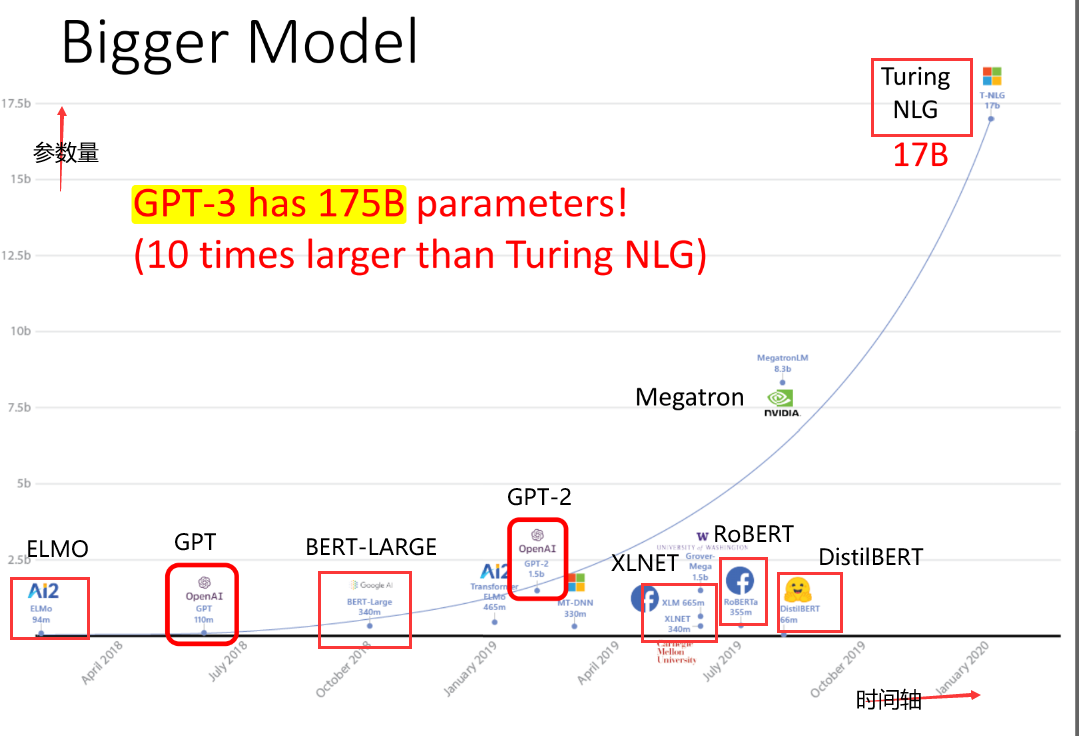 Bigger Model
Turing
NLG
T-NLG
17b
17B
17.5b
参数量
15b
GPT-3 has 175B parameters!
(10 times larger than Turing NLG)
12.5b
10b
MegatronLM
8.3b
Megatron
NVIDIA.
7.5b
5b
GPT-2
OpenAI
GPT-2
1.5b
2.5b
ELMO
Ai2
ELMo
94m
GPT
OpenAI
GPT
110m
BERT-LARGE
Google AI
BERT-Large
340m
Ai2
Transformer
ELMo
465m
MT-DNN
330m
XLNET
W
UNIVERSITY of WASHINGTON
Grover-
Mega
1.5b
XLM 665m
XLNET
340m
Carnegie
Mellon
University
RoBERT
RoBERTa
355m
DistilBERT
DistilBERT
66m
April 2018
July 2018
October 2018
January 2019
April 2019
July 2019
October 2019
January 2020
时间轴